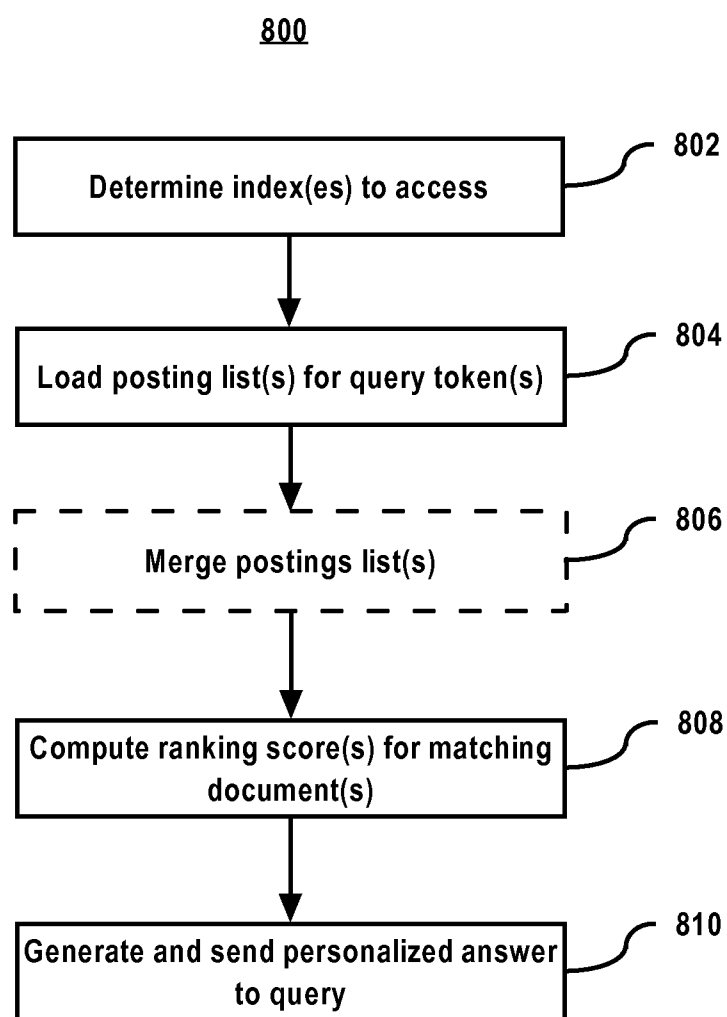 800
802
Determine index(es) to access
804
Load posting list(s) for query token(s)
806
Merge postings list(s)
808
Compute ranking score(s) for matching
document(s)
810
Generate and send personalized answer
to query